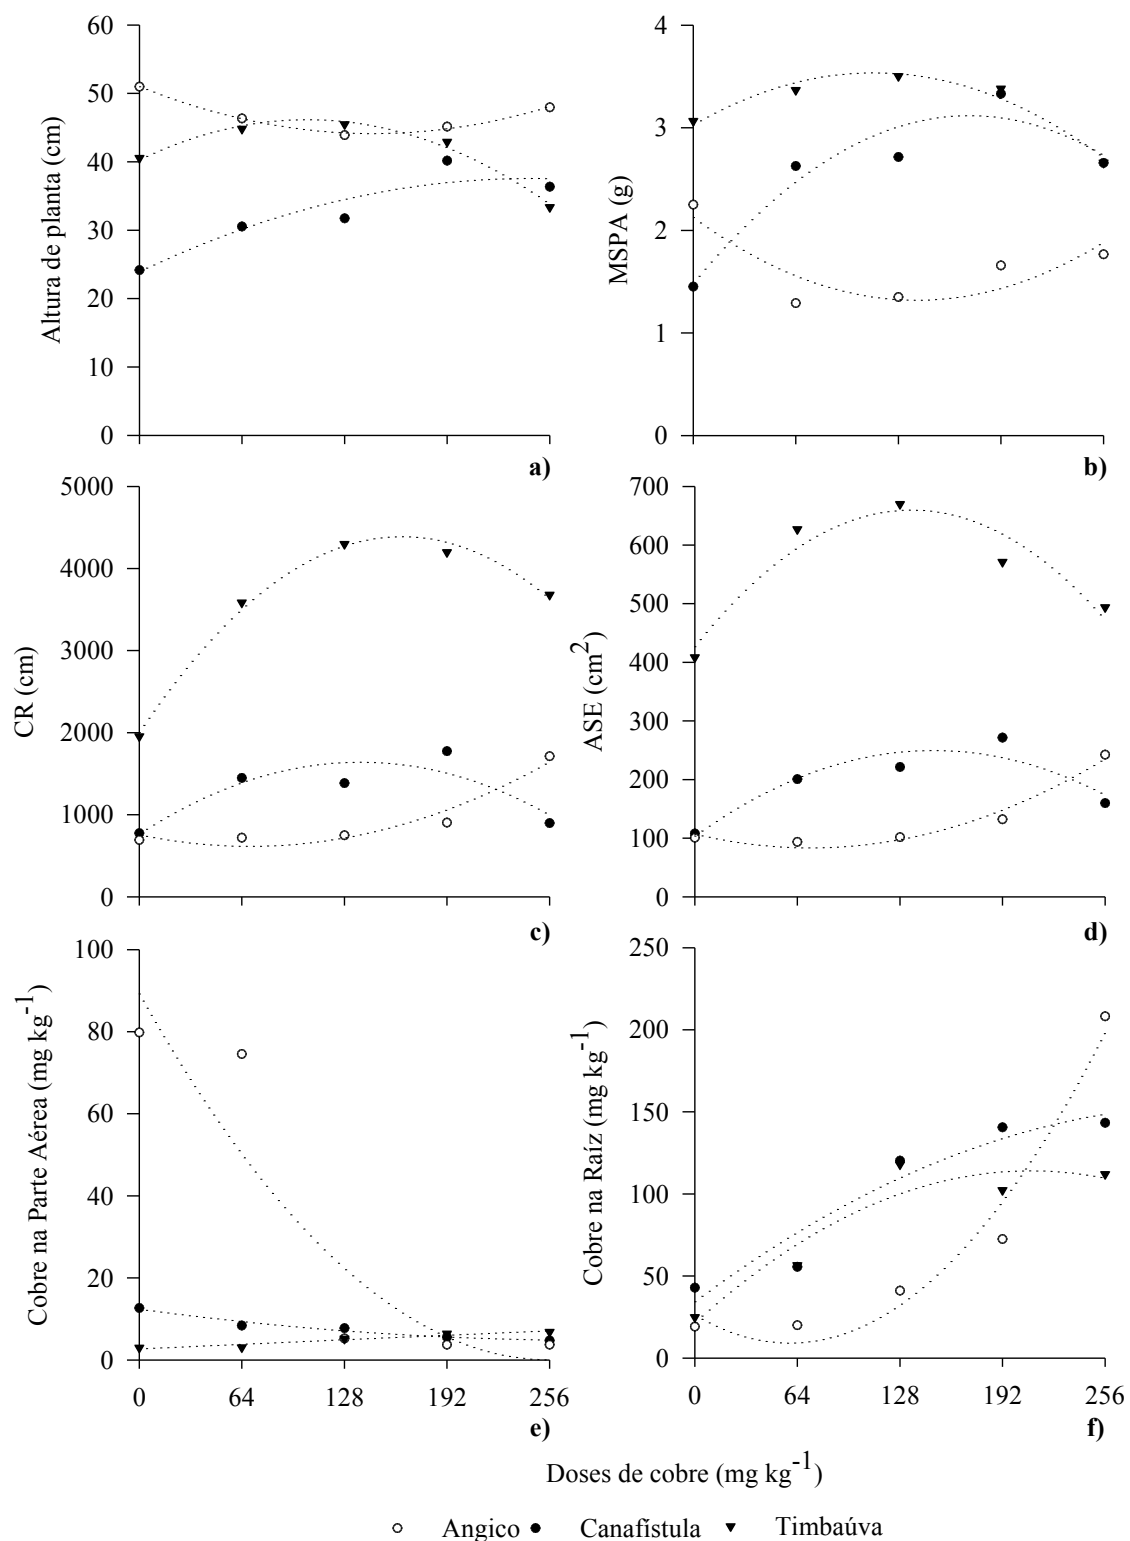 60
50
40
30
20
10
0
Altura de planta (cm)
a)
4
3
2
1
0
MSPA (g)
b)
5000
4000
3000
2000
1000
0
CR (cm)
c)
700
600
500
400
300
200
100
0
ASE (cm²)
d)
100
80
60
40
20
0
Cobre na Parte Aérea (mg kg⁻¹)
0 64 128 192 256
e)
250
200
150
100
50
0
Cobre na Raíz (mg kg⁻¹)
0 64 128 192 256
f)
Doses de cobre (mg kg⁻¹)
Angico Canafístula Timbaúva